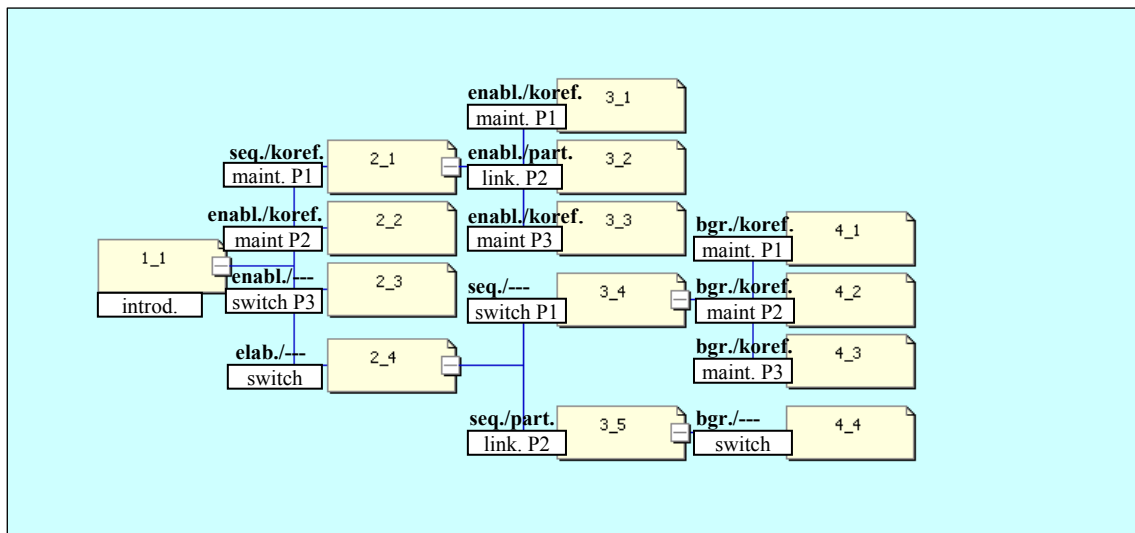 enabl./koref.
3_1
maint. P1
seq./koref.
2_1
enabl./part.
3_2
maint. P1
link. P2
enabl./koref.
2_2
enabl./koref.
3_3
bgr./koref.
4_1
maint P2
maint P3
maint. P1
1_1
enabl./---
2_3
seq./---
3_4
bgr./koref.
4_2
introd.
switch P3
switch P1
maint P2
elab./---
2_4
bgr./koref.
4_3
switch
maint. P3
seq./part.
3_5
bgr./---
4_4
link. P2
switch